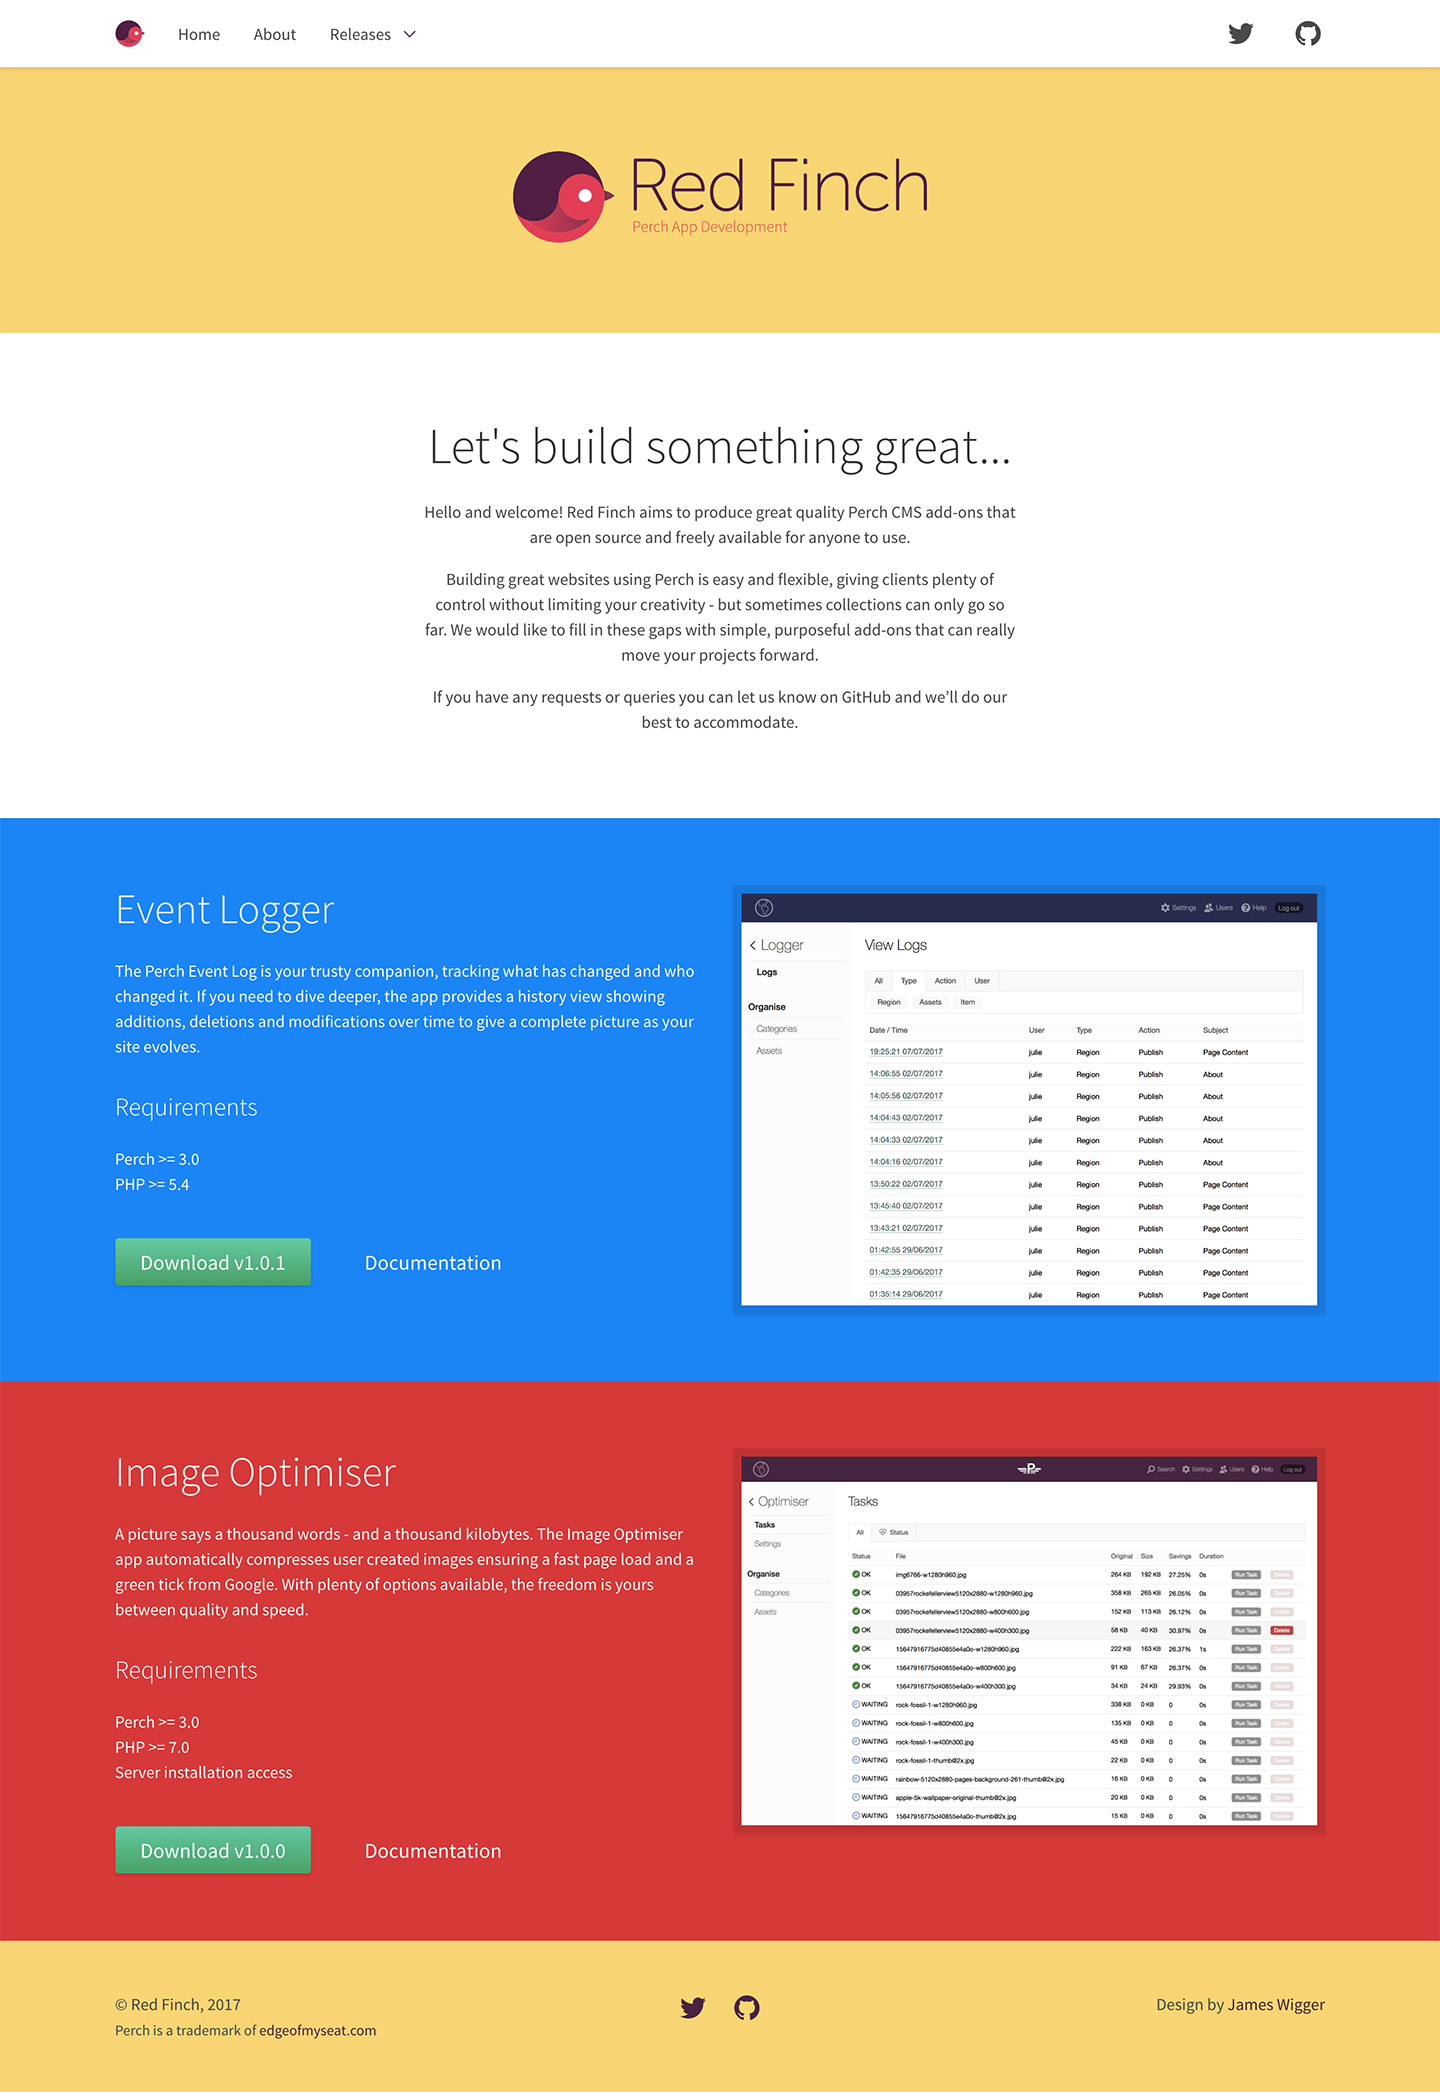 Home About Releases
Red Finch
Perch App Development
Let's build something great...
Hello and welcome! Red Finch aims to produce great quality Perch CMS add-ons that
are open source and freely available for anyone to use.
Building great websites using Perch is easy and flexible, giving clients plenty of
control without limiting your creativity - but sometimes collections can only go so
far. We would like to fill in these gaps with simple, purposeful add-ons that can really
move your projects forward.
If you have any requests or queries you can let us know on GitHub and we’ll do our
best to accommodate.
Event Logger
The Perch Event Log is your trusty companion, tracking what has changed and who
changed it. If you need to dive deeper, the app provides a history view showing
additions, deletions and modifications over time to give a complete picture as your
site evolves.
Requirements
Perch >= 3.0
PHP >= 5.4
Download v1.0.1 Documentation
Settings Users Help Log out
Logger
Logs
Organise
Categories
Assets
View Logs
All Type Action User
Region Assets Item
Date / Time User Type Action Subject
19:25:21 07/07/2017 julie Region Publish Page Content
14:06:55 02/07/2017 julie Region Publish About
14:05:56 02/07/2017 julie Region Publish About
14:04:43 02/07/2017 julie Region Publish About
14:04:33 02/07/2017 julie Region Publish About
14:04:16 02/07/2017 julie Region Publish About
13:50:22 02/07/2017 julie Region Publish Page Content
13:45:40 02/07/2017 julie Region Publish Page Content
13:43:21 02/07/2017 julie Region Publish Page Content
01:42:55 29/06/2017 julie Region Publish Page Content
01:42:35 29/06/2017 julie Region Publish Page Content
01:35:14 29/06/2017 julie Region Publish Page Content
Image Optimiser
A picture says a thousand words - and a thousand kilobytes. The Image Optimiser
app automatically compresses user created images ensuring a fast page load and a
green tick from Google. With plenty of options available, the freedom is yours
between quality and speed.
Requirements
Perch >= 3.0
PHP >= 7.0
Server installation access
Download v1.0.0 Documentation
P Search Settings Users Help Log out
Optimiser
Tasks
Settings
Organise
Categories
Assets
Tasks
All Status
Status File Original Size Savings Duration
OK img6766-w1280h960.jpg 264 KB 192 KB 27.25% 0s Run Task Delete
OK 03957rockefellerview5120x2880-w1280h960.jpg 358 KB 265 KB 26.05% 0s Run Task Delete
OK 03957rockefellerview5120x2880-w800h600.jpg 152 KB 113 KB 26.12% 0s Run Task Delete
OK 03957rockefellerview5120x2880-w400h300.jpg 58 KB 40 KB 30.97% 0s Run Task Delete
OK 15647916775d40855e4a0o-w1280h960.jpg 222 KB 163 KB 26.37% 1s Run Task Delete
OK 15647916775d40855e4a0o-w800h600.jpg 91 KB 67 KB 26.37% 0s Run Task Delete
OK 15647916775d40855e4a0o-w400h300.jpg 34 KB 24 KB 29.93% 0s Run Task Delete
WAITING rock-fossil-1-w1280h960.jpg 338 KB 0 KB 0 0s Run Task Delete
WAITING rock-fossil-1-w800h600.jpg 135 KB 0 KB 0 0s Run Task Delete
WAITING rock-fossil-1-w400h300.jpg 45 KB 0 KB 0 0s Run Task Delete
WAITING rock-fossil-1-thumb@2x.jpg 22 KB 0 KB 0 0s Run Task Delete
WAITING rainbow-5120x2880-pages-background-261-thumb@2x.jpg 16 KB 0 KB 0 0s Run Task Delete
WAITING apple-5k-wallpaper-original-thumb@2x.jpg 20 KB 0 KB 0 0s Run Task Delete
WAITING 15647916775d40855e4a0o-thumb@2x.jpg 15 KB 0 KB 0 0s Run Task Delete
© Red Finch, 2017
Perch is a trademark of edgeofmyseat.com
Design by James Wigger